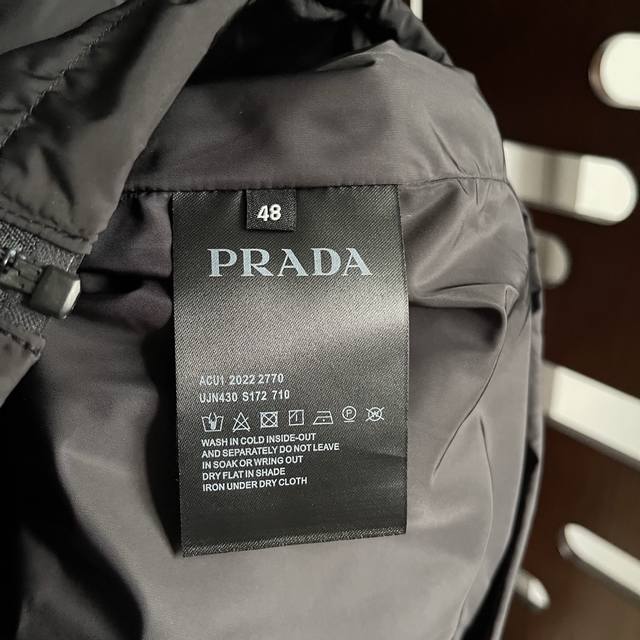 48
PRADA
ACU1 2022 2770
UJN430 S172 710
WASH IN COLD INSIDE-OUT
AND SEPARATELY DO NOT LEAVE
IN SOAK OR WRING BLEED
DRY FLAT IN SHADE
IRON UNDER DRY CLOTH